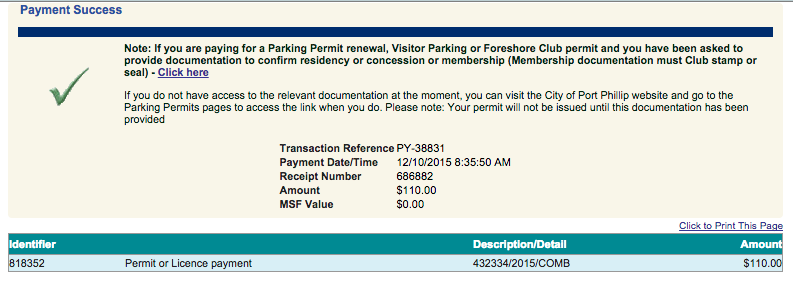 Payment Success
Note: If you are paying for a Parking Permit renewal, Visitor Parking or Foreshore Club permit and you have been asked to
provide documentation to confirm residency or concession or membership (Membership documentation must Club stamp or
seal) - Click here
If you do not have access to the relevant documentation at the moment, you can visit the City of Port Phillip website and go to the
Parking Permits pages to access the link when you do. Please note: Your permit will not be issued until this documentation has been
provided
Transaction Reference PY-38831
Payment Date/Time 12/10/2015 8:35:50 AM
Receipt Number 686882
Amount $110.00
MSF Value $0.00
Click to Print This Page
Identifier Description/Detail Amount
818352 Permit or Licence payment 432334/2015/COMB $110.00